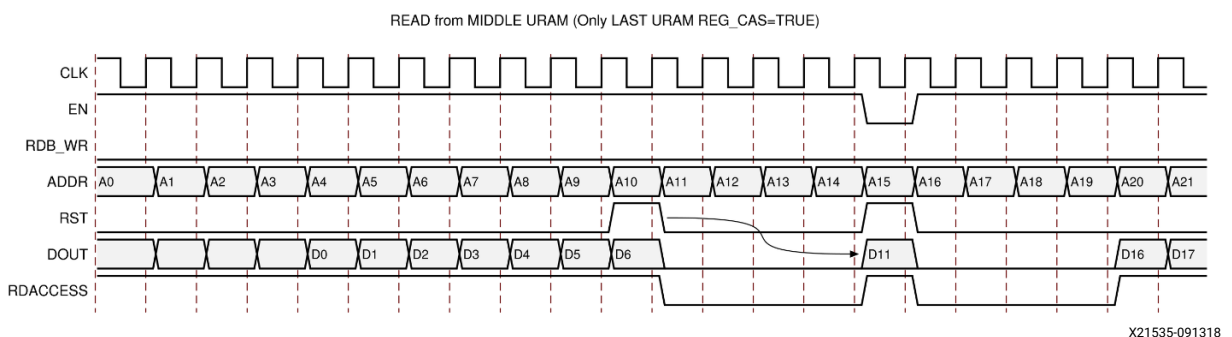 READ from MIDDLE URAM (Only LAST URAM REG_CAS=TRUE)
CLK
EN
RDB_WR
ADDR A0 A1 A2 A3 A4 A5 A6 A7 A8 A9 A10 A11 A12 A13 A14 A15 A16 A17 A18 A19 A20 A21
RST
DOUT D0 D1 D2 D3 D4 D5 D6 D11 D16 D17
RDACCESS
X21535-091318